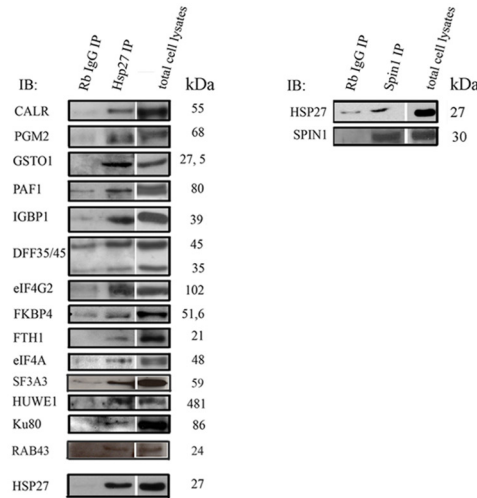 Rb IgG IP
Hsp27 IP
total cell lysates
IB:
kDa
CALR
55
PGM2
68
GSTO1
27, 5
PAF1
80
IGBP1
39
DFF35/45
45
35
eIF4G2
102
FKBP4
51,6
FTH1
21
eIF4A
48
SF3A3
59
HUWE1
481
Ku80
86
RAB43
24
HSP27
27
Rb IgG IP
Spin1 IP
total cell lysates
IB:
kDa
HSP27
27
SPIN1
30